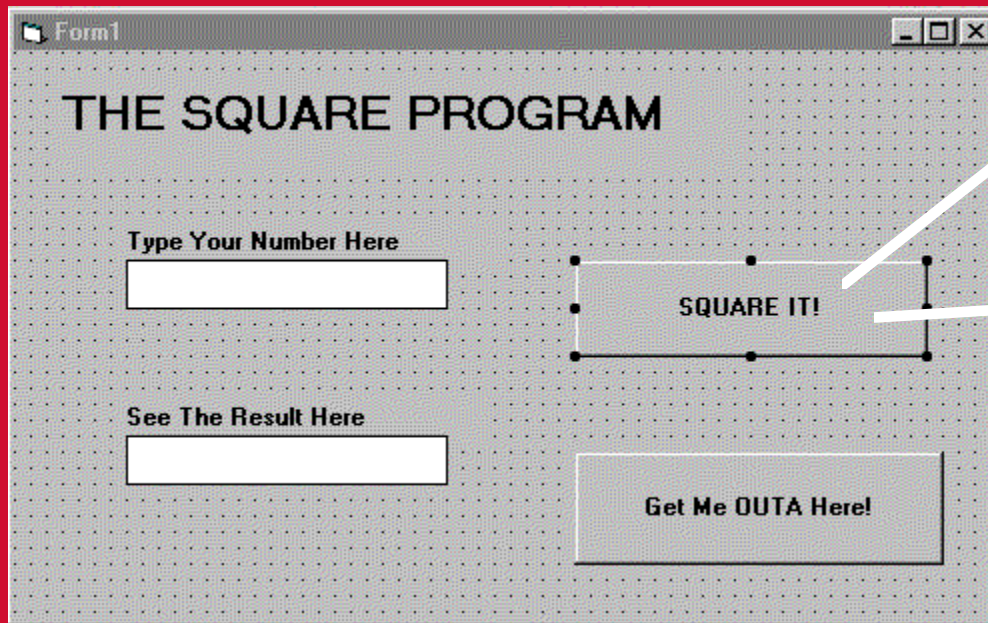 Form1
THE SQUARE PROGRAM
Type Your Number Here
SQUARE IT!
See The Result Here
Get Me OUTA Here!